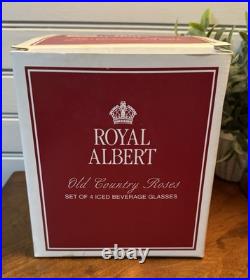 ROYAL
ALBERT
Old Country Roses
SET OF 4 ICED BEVERAGE GLASSES